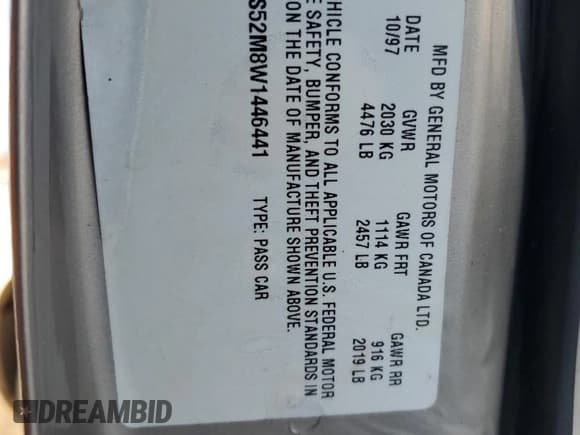 MFD BY GENERAL MOTORS OF CANADA LTD.
DATE GVWR GAWR FRT GAWR RR
10/97 2030 KG 1114 KG 916 KG
4476 LB 2457 LB 2019 LB
EHICLE CONFORMS TO ALL APPLICABLE U.S. FEDERAL MOTOR
E SAFETY, BUMPER, AND THEFT PREVENTION STANDARDS IN
ON THE DATE OF MANUFACTURE SHOWN ABOVE.
S52M8W1446441 TYPE: PASS CAR
DREAMBID